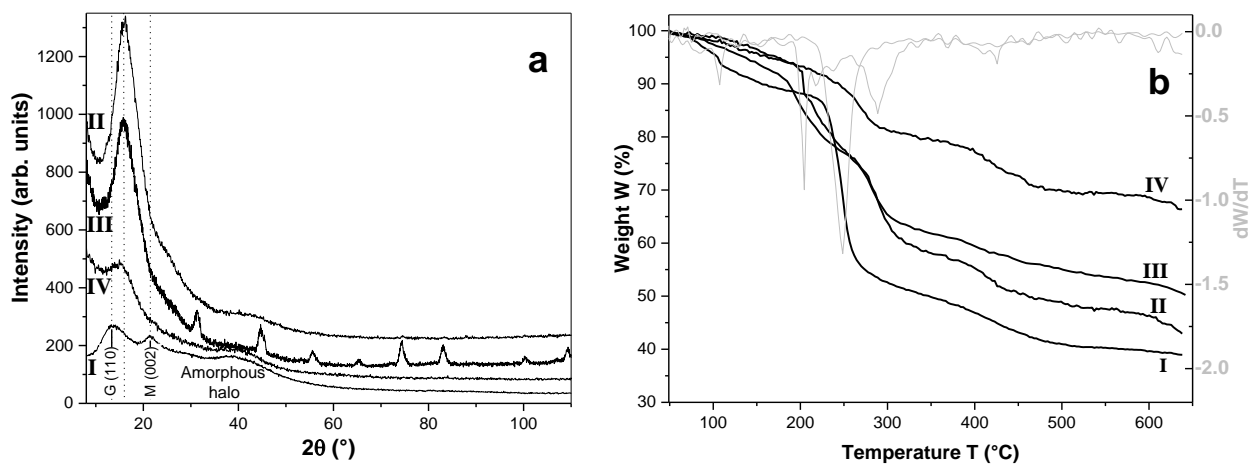 a
1200
1000
800
600
400
200
0
Intensity (arb. units)
II
III
IV
I
G (110)
M (002)
Amorphous
halo
20
40
60
80
100
2θ (°)
b
100
90
80
70
60
50
40
30
Weight W (%)
IV
III
II
I
0.0
-0.5
-1.0
-1.5
-2.0
dW/dT
100
200
300
400
500
600
Temperature T (°C)